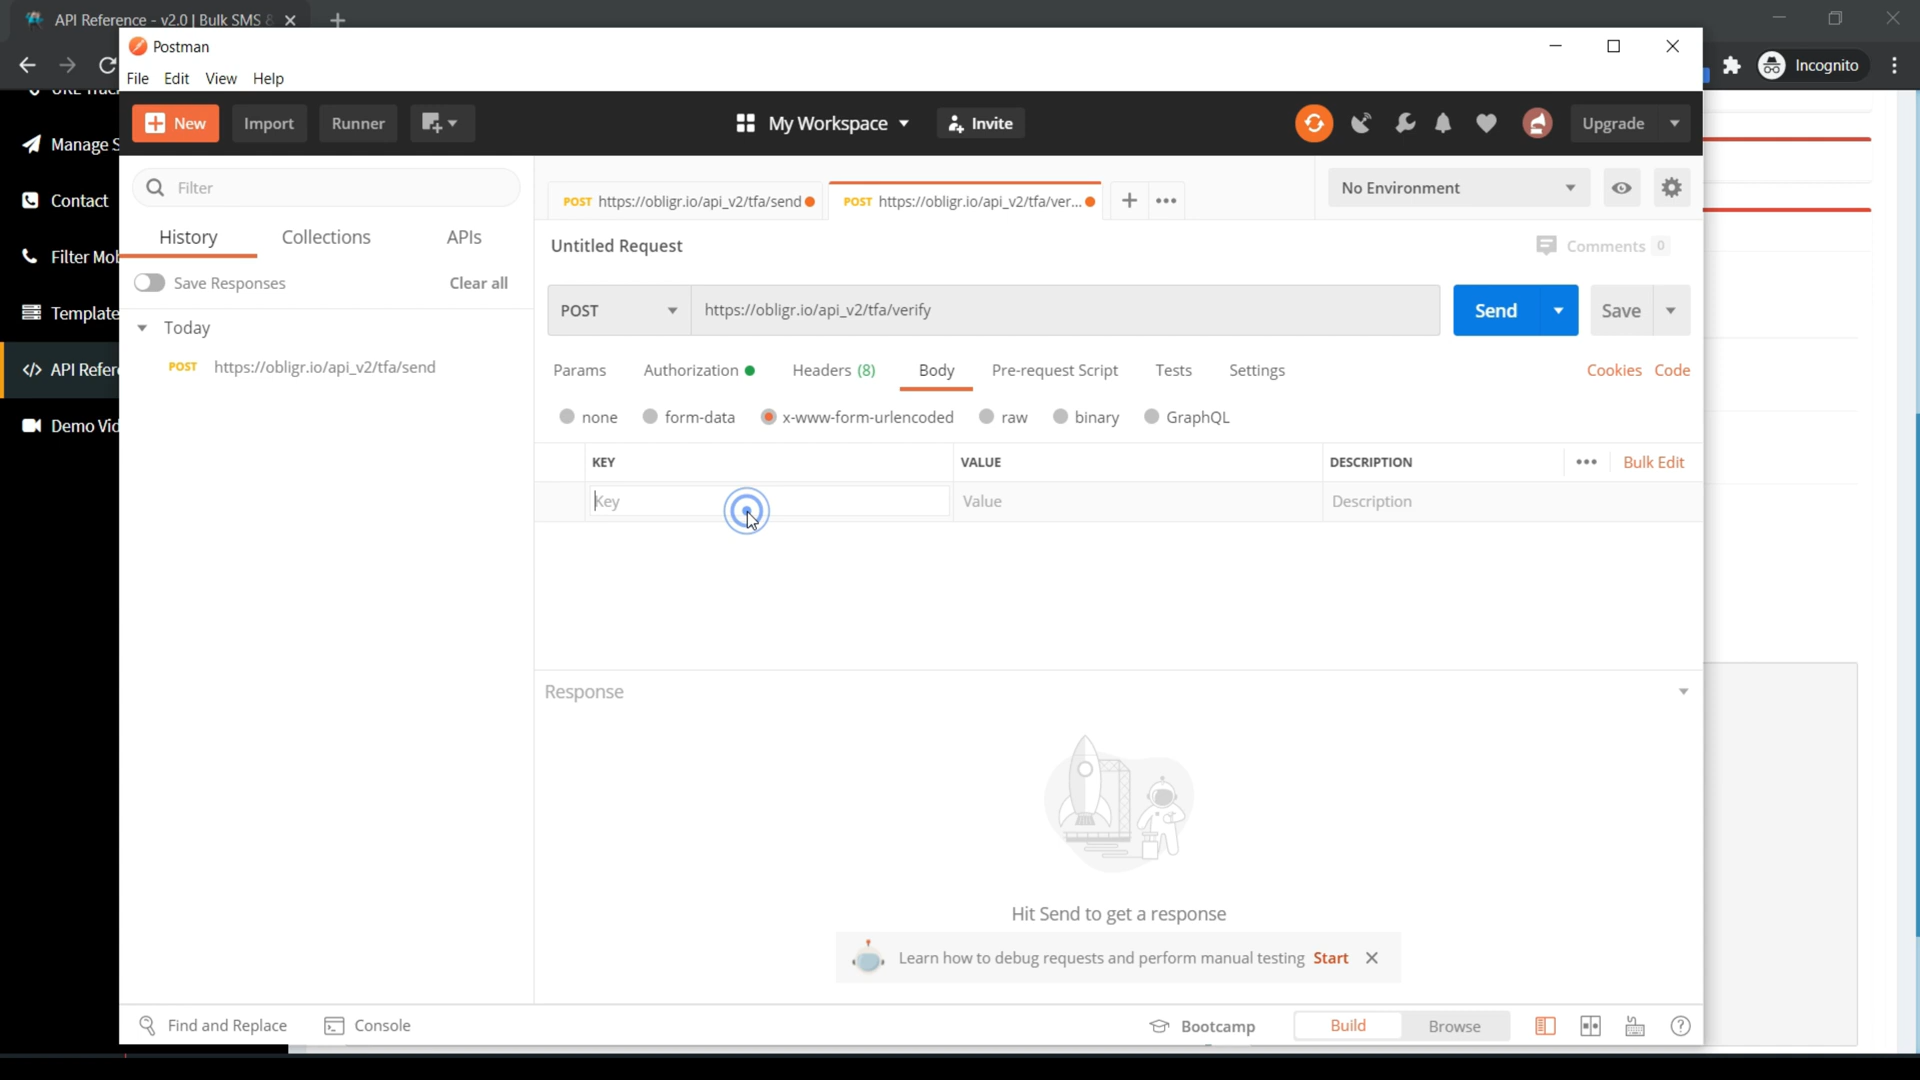 API Reference - v2.0 | Bulk SMS &
Incognito
Postman
File Edit View Help
New Import Runner My Workspace Invite Upgrade
Manage S
Contact
Filter Mob
Template
API Refer
Demo Vid
Filter
History Collections APIs
Save Responses Clear all
Today
POST https://obligr.io/api_v2/tfa/send
POST https://obligr.io/api_v2/tfa/send
POST https://obligr.io/api_v2/tfa/ver...
No Environment
Untitled Request
Comments 0
POST https://obligr.io/api_v2/tfa/verify
Send Save
Params Authorization Headers (8) Body Pre-request Script Tests Settings Cookies Code
none form-data x-www-form-urlencoded raw binary GraphQL
KEY VALUE DESCRIPTION Bulk Edit
Key Value Description
Response
Hit Send to get a response
Learn how to debug requests and perform manual testing Start
Find and Replace Console Bootcamp Build Browse